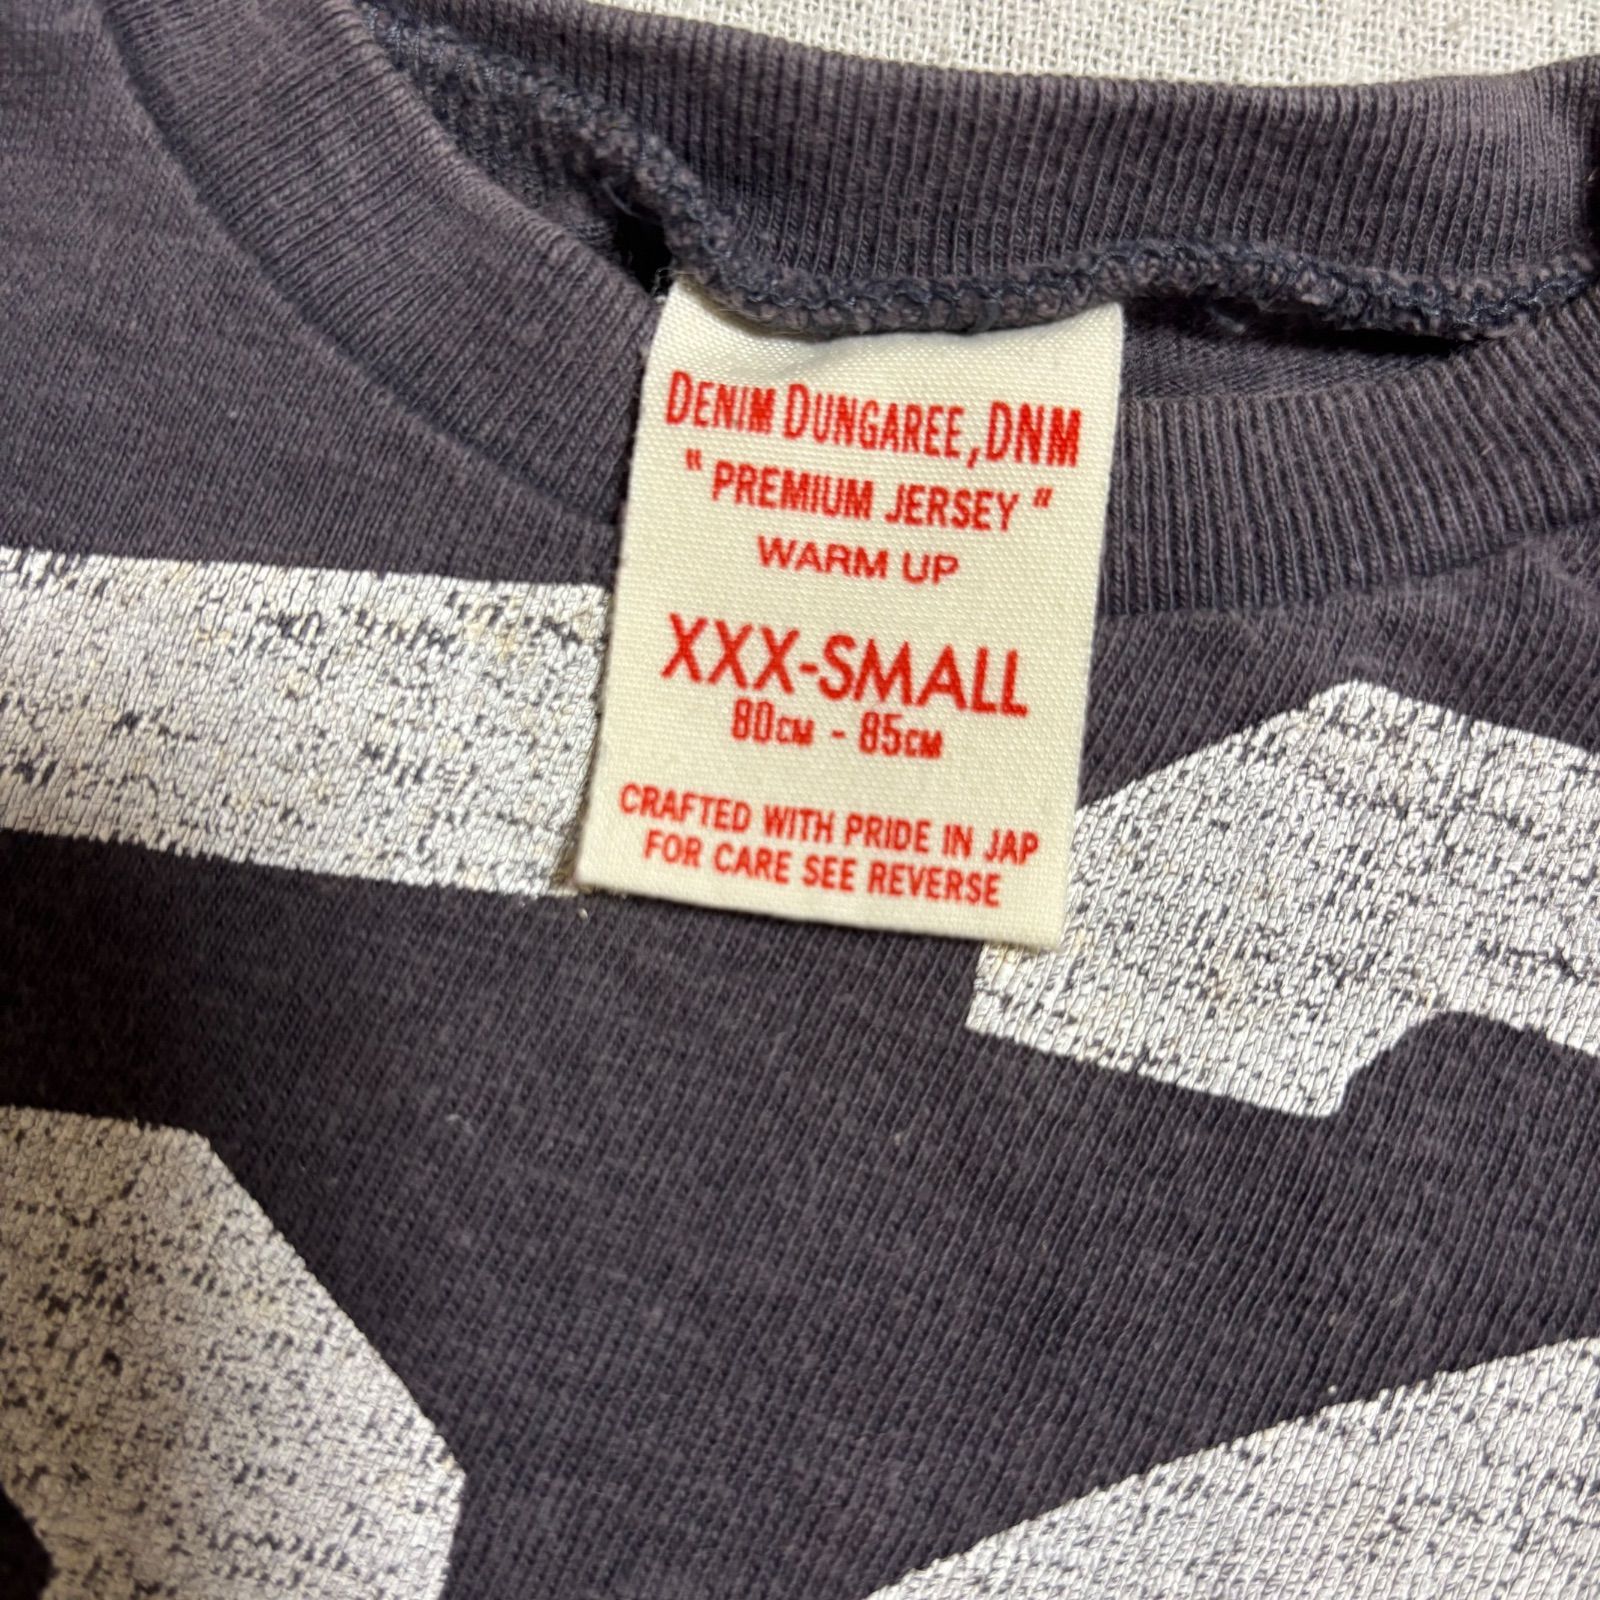 DENIM DUNGAREE,DNM
"PREMIUM JERSEY"
WARM UP
XXX-SMALL
80CM - 85CM
CRAFTED WITH PRIDE IN JAP
FOR CARE SEE REVERSE